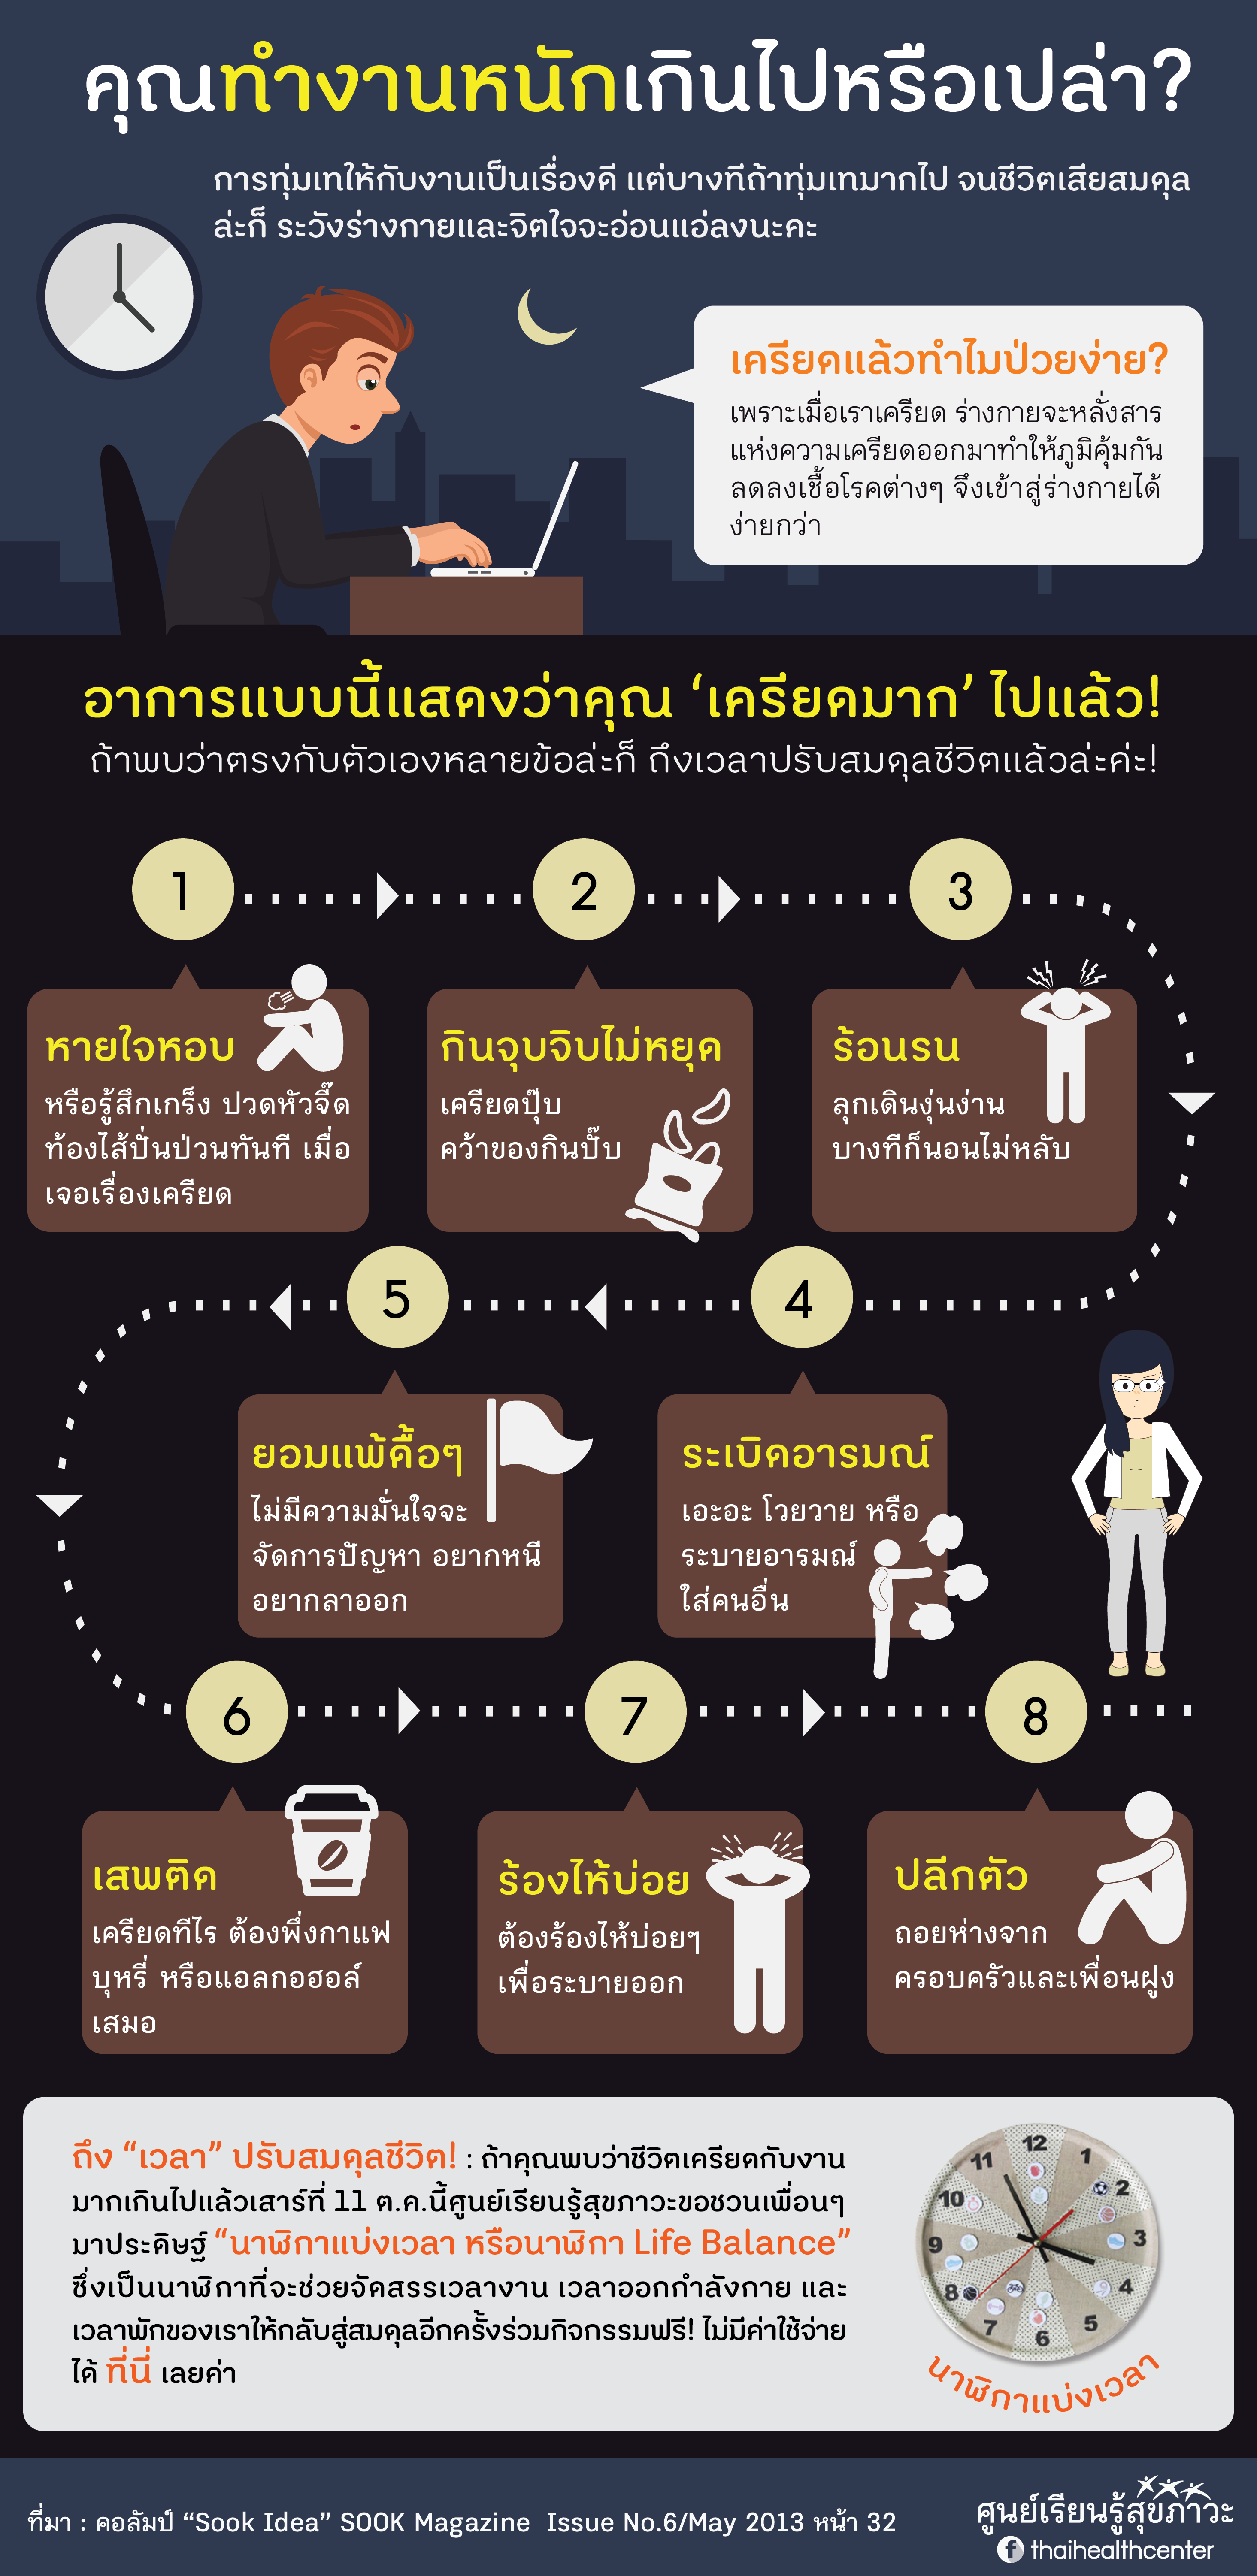 คุณทำงานหนักเกินไปหรือเปล่า?
การทุ่มเทให้กับงานเป็นเรื่องดี แต่บางทีถ้าทุ่มเทมากไป จนชีวิตเสียสมดุล
ล่ะก็ ระวังร่างกายและจิตใจจะอ่อนแอ่ลงนะคะ
เครียดแล้วทำไมป่วยง่าย?
เพราะเมื่อเราเครียด ร่างกายจะหลั่งสาร
แห่งความเครียดออกมาทำให้ภูมิคุ้มกัน
ลดลงเชื้อโรคต่างๆ จึงเข้าสู่ร่างกายได้
ง่ายกว่า
อาการแบบนี้แสดงว่าคุณ ‘เครียดมาก’ ไปแล้ว!
ถ้าพบว่าตรงกับตัวเองหลายข้อล่ะก็ ถึงเวลาปรับสมดุลชีวิตแล้วล่ะค่ะ!
1
2
3
หายใจหอบ
หรือรู้สึกเกร็ง ปวดหัวจี๊ด
ท้องไส้ปั่นป่วนทันที เมื่อ
เจอเรื่องเครียด
กินจุบจิบไม่หยุด
เครียดปุ๊บ
คว้าของกินปั๊บ
ร้อนรน
ลุกเดินงุ่นง่าน
บางทีก็นอนไม่หลับ
5
4
ยอมแพ้ดื้อๆ
ไม่มีความมั่นใจจะ
จัดการปัญหา อยากหนี
อยากลาออก
ระเบิดอารมณ์
เอะอะ โวยวาย หรือ
ระบายอารมณ์
ใส่คนอื่น
6
7
8
เสพติด
เครียดทีไร ต้องพึ่งกาแฟ
บุหรี่ หรือแอลกอฮอล์
เสมอ
ร้องไห้บ่อย
ต้องร้องไห้บ่อยๆ
เพื่อระบายออก
ปลีกตัว
ถอยห่างจาก
ครอบครัวและเพื่อนฝูง
ถึง “เวลา” ปรับสมดุลชีวิต! : ถ้าคุณพบว่าชีวิตเครียดกับงาน
มากเกินไปแล้วเสาร์ที่ 11 ต.ค.นี้ศูนย์เรียนรู้สุขภาวะขอชวนเพื่อนๆ
มาประดิษฐ์ “นาฬิกาแบ่งเวลา หรือนาฬิกา Life Balance”
ซึ่งเป็นนาฬิกาที่จะช่วยจัดสรรเวลางาน เวลาออกกำลังกาย และ
เวลาพักของเราให้กลับสู่สมดุลอีกครั้งร่วมกิจกรรมฟรี! ไม่มีค่าใช้จ่าย
ได้ ที่นี่ เลยค่า
12
1
2
3
4
5
6
7
8
9
10
11
นาฬิกาแบ่งเวลา
ที่มา : คอลัมป์ “Sook Idea” SOOK Magazine Issue No.6/May 2013 หน้า 32
ศูนย์เรียนรู้สุขภาวะ
f thaihealthcenter